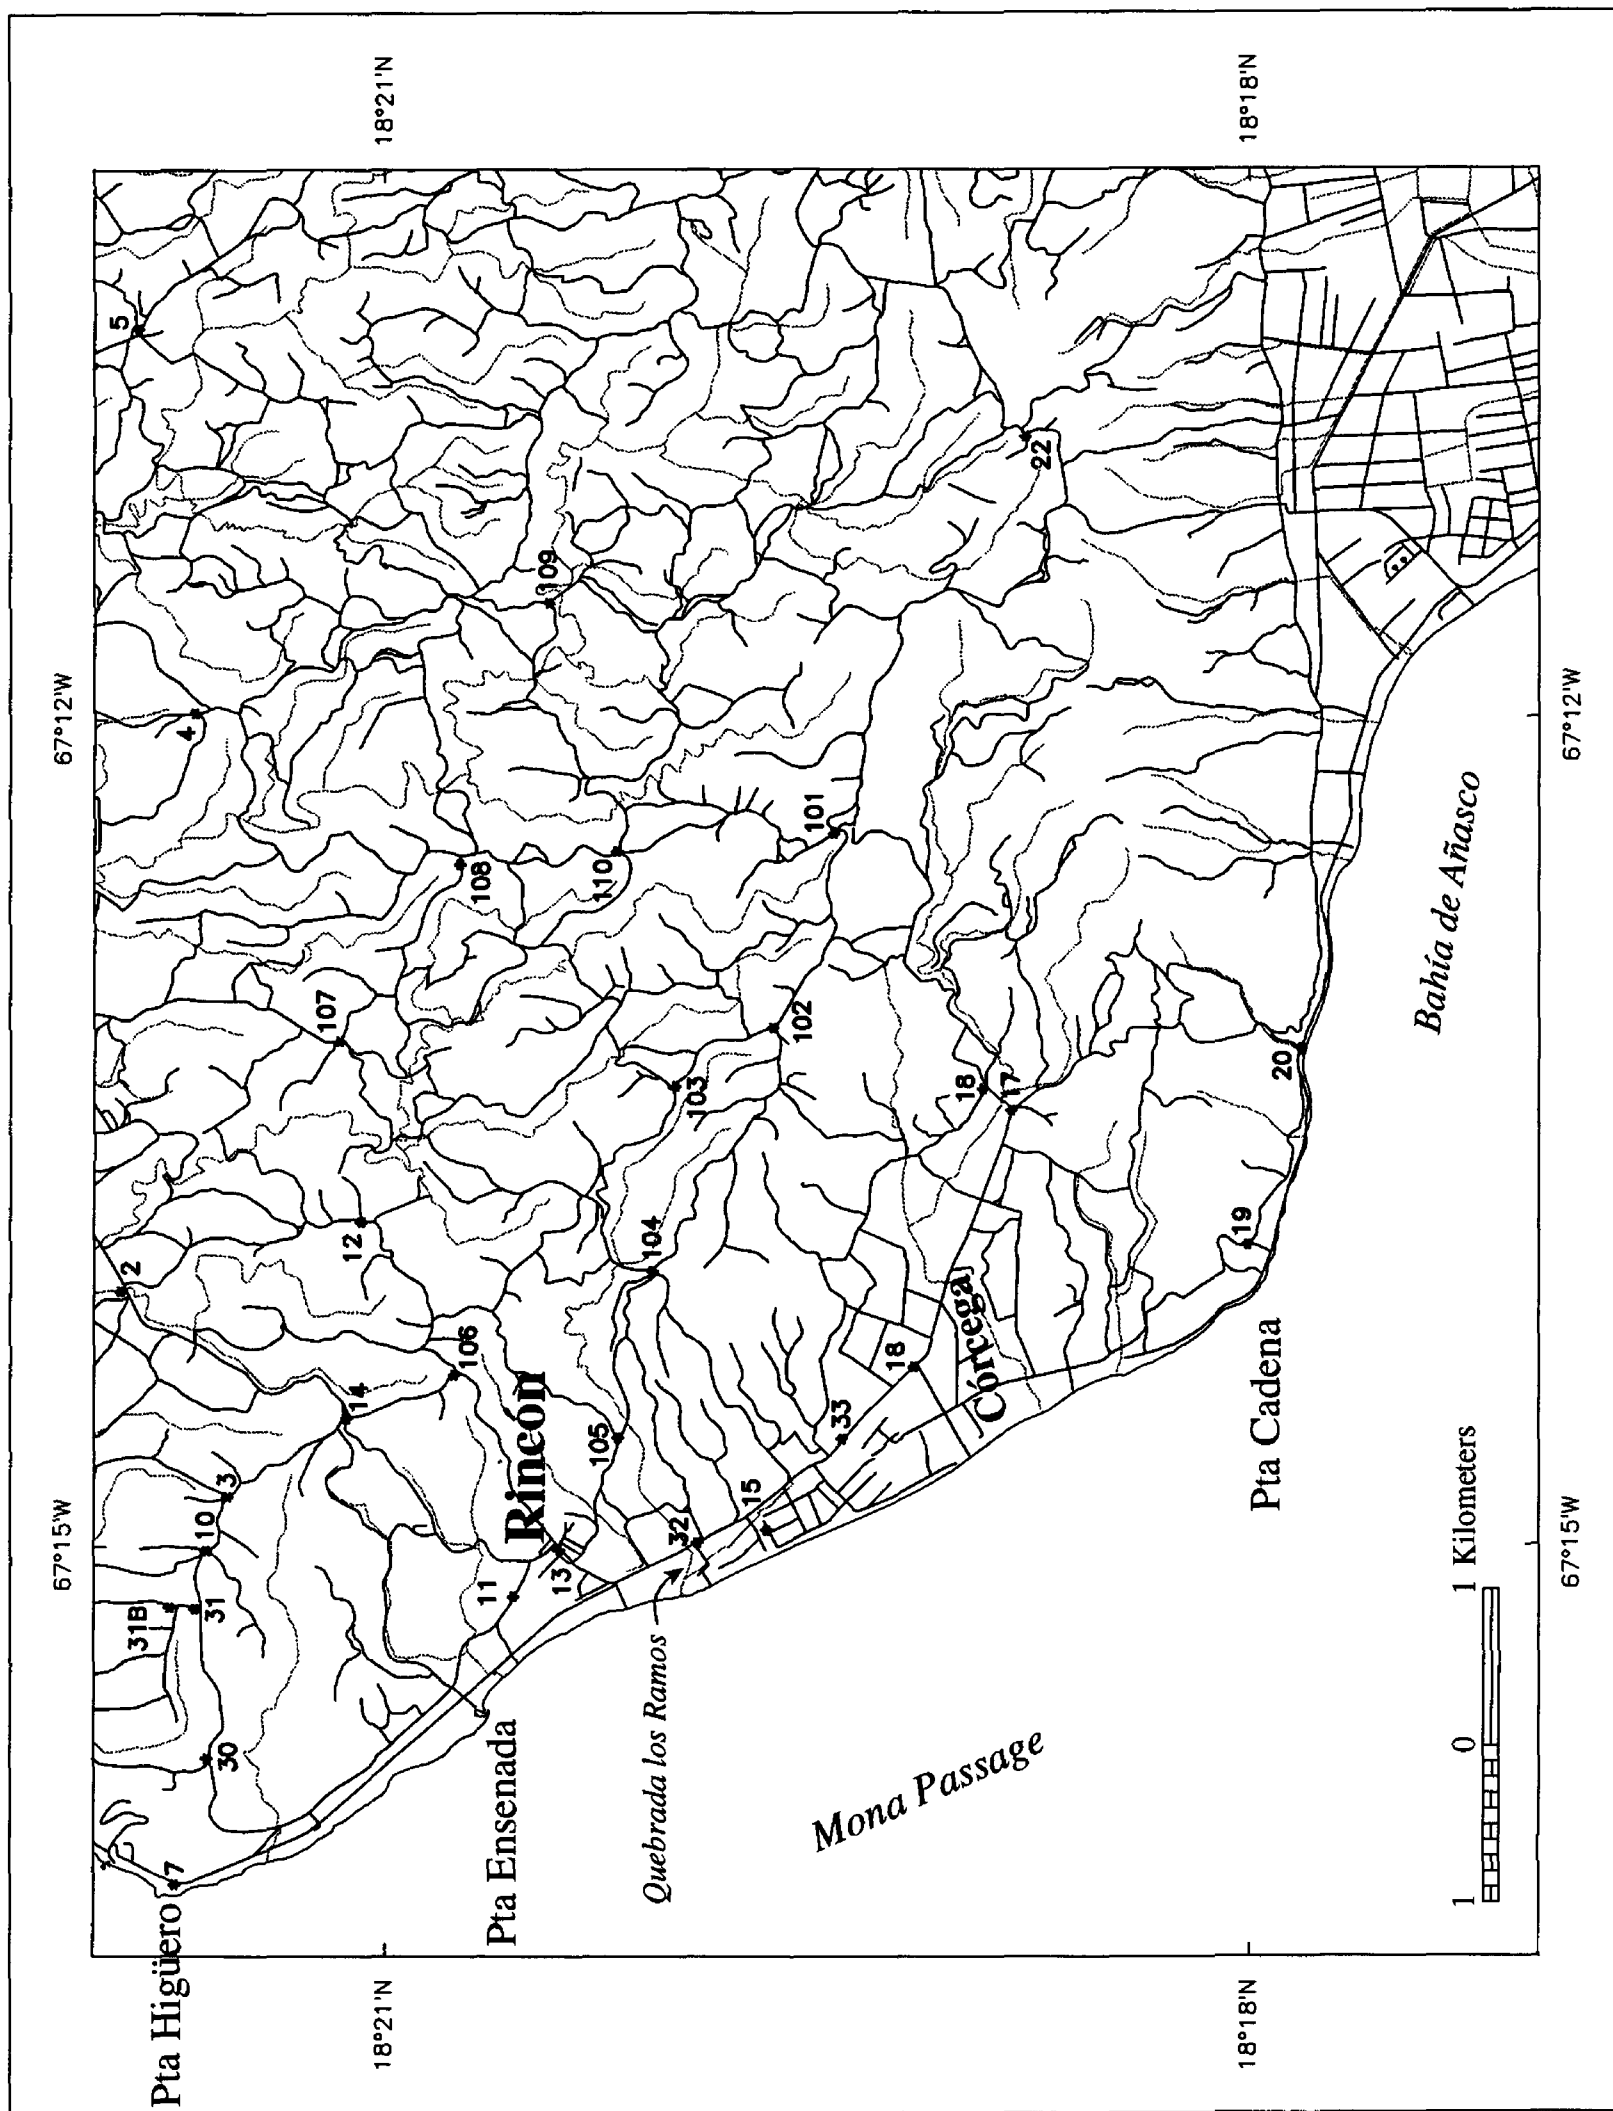 67°15'W 67°12'W
31B
2
5
Pta Higüero
7
4
10
31
3
30
107
12
14
18°21'N 18°21'N
106
108
11
Pta Ensenada
Rincón
109
13
105
110
104
Quebrada los Ramos
32
103
15
102
101
33
18
Mona Passage
18
Córcega
17
22
19
18°18'N 18°18'N
Pta Cadena
20
Bahía de Añasco
1 0 1 Kilometers
67°15'W 67°12'W